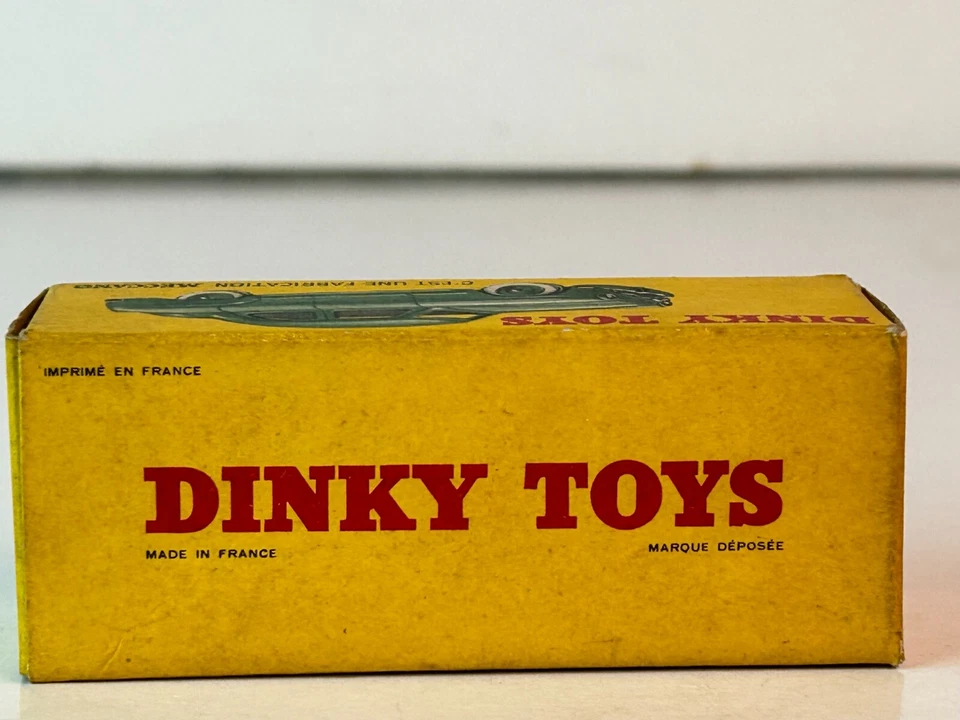 C'EST UNE FABRICATION MECCANO
DINKY TOYS
IMPRIMÉ EN FRANCE
DINKY TOYS
MADE IN FRANCE
MARQUE DÉPOSÉE